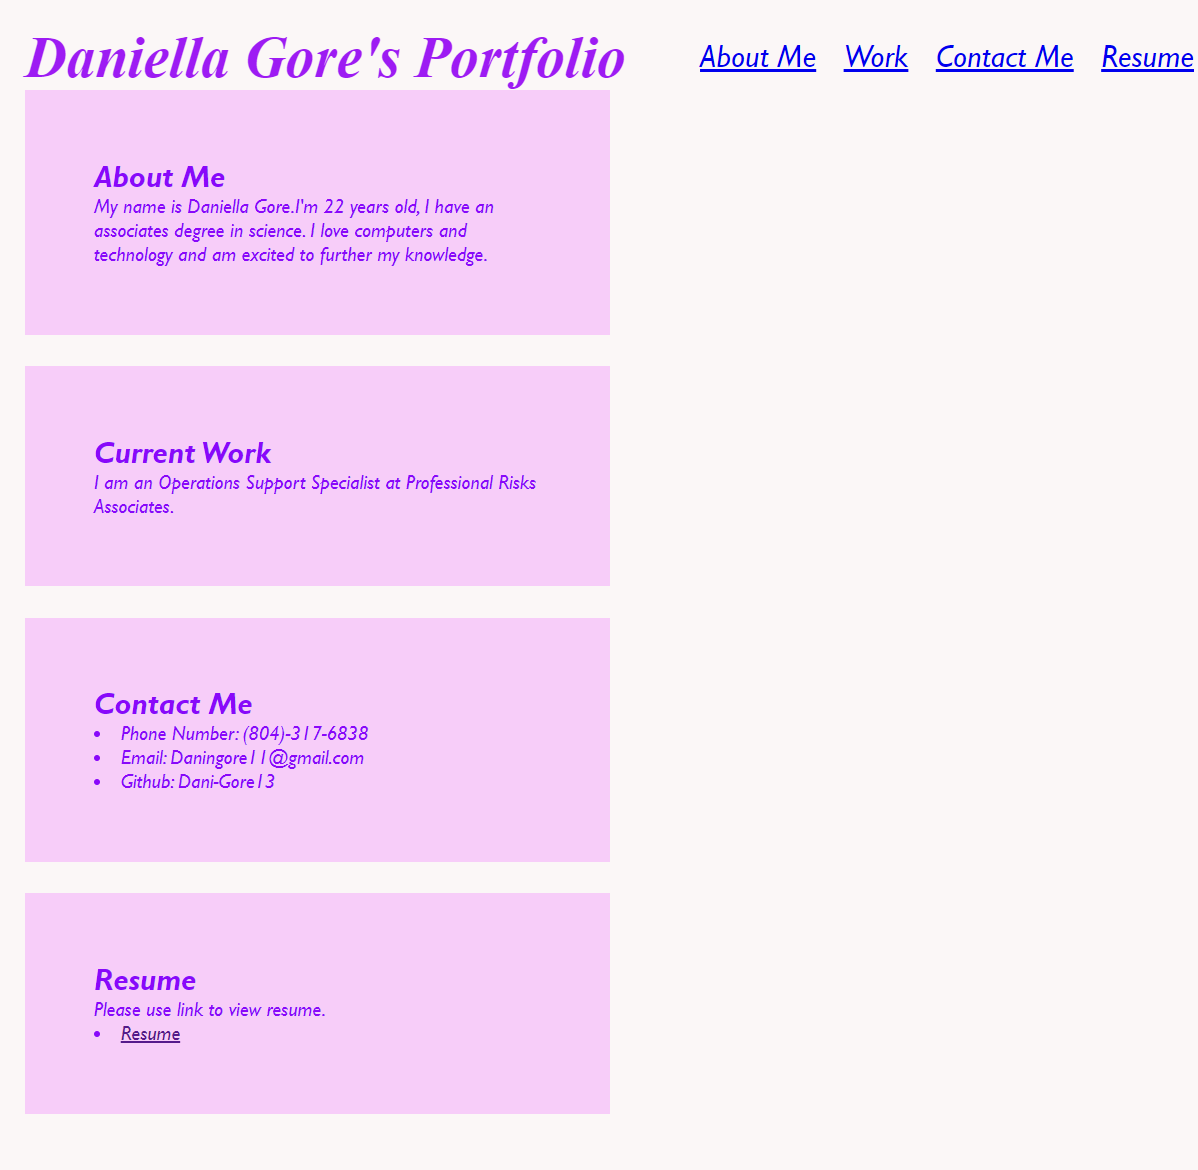 Daniella Gore's Portfolio
About Me Work Contact Me Resume
About Me
My name is Daniella Gore.I'm 22 years old, I have an
associates degree in science. I love computers and
technology and am excited to further my knowledge.
Current Work
I am an Operations Support Specialist at Professional Risks
Associates.
Contact Me
• Phone Number: (804)-317-6838
• Email: Daningore11@gmail.com
• Github: Dani-Gore13
Resume
Please use link to view resume.
• Resume